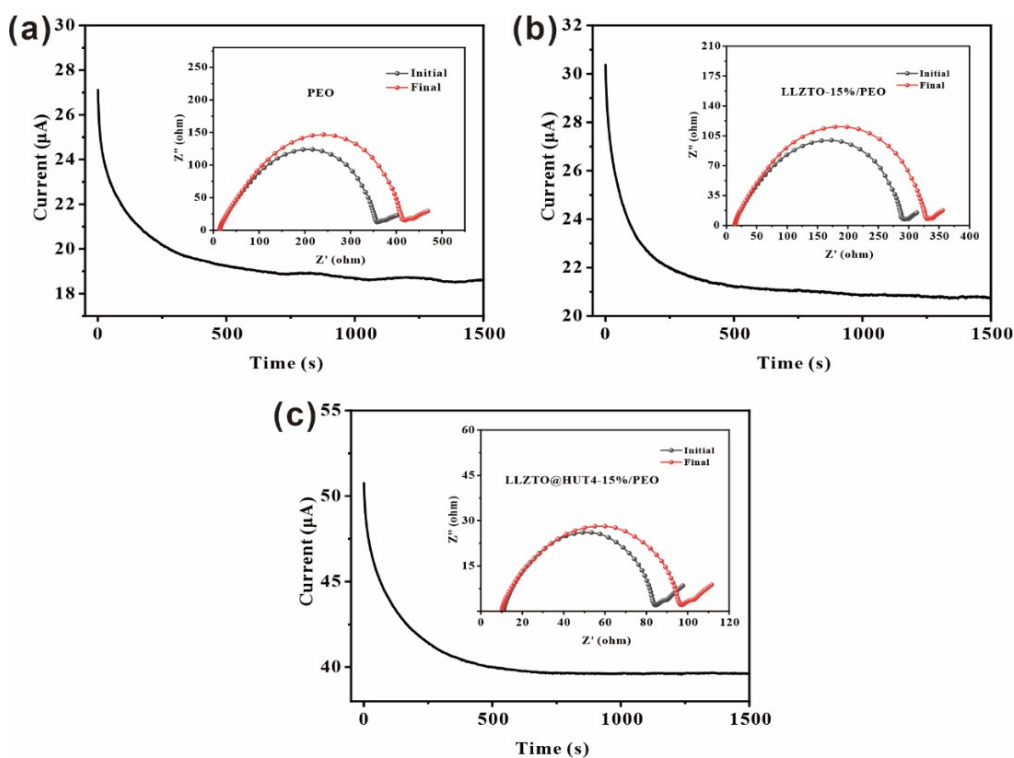 (a)
30
28
26
24
22
20
18
Current (μA)
0
500
1000
1500
Time (s)
250
200
150
100
50
0
Z" (ohm)
0
100
200
300
400
500
Z' (ohm)
PEO
Initial
Final
(b)
32
30
28
26
24
22
20
Current (μA)
0
500
1000
1500
Time (s)
210
175
140
105
70
35
0
Z" (ohm)
0
50
100
150
200
250
300
350
400
Z' (ohm)
LLZTO-15%/PEO
Initial
Final
(c)
55
50
45
40
Current (μA)
0
500
1000
1500
Time (s)
60
45
30
15
Z" (ohm)
0
20
40
60
80
100
120
Z' (ohm)
LLZTO@HUT4-15%/PEO
Initial
Final